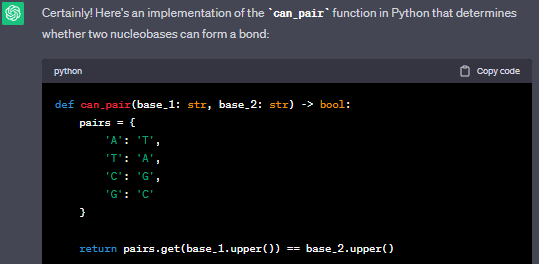 Certainly! Here's an implementation of the `can_pair` function in Python that determines
whether two nucleobases can form a bond:
python Copy code
def can_pair(base_1: str, base_2: str) -> bool:
    pairs = {
        'A': 'T',
        'T': 'A',
        'C': 'G',
        'G': 'C'
    }
    return pairs.get(base_1.upper()) == base_2.upper()